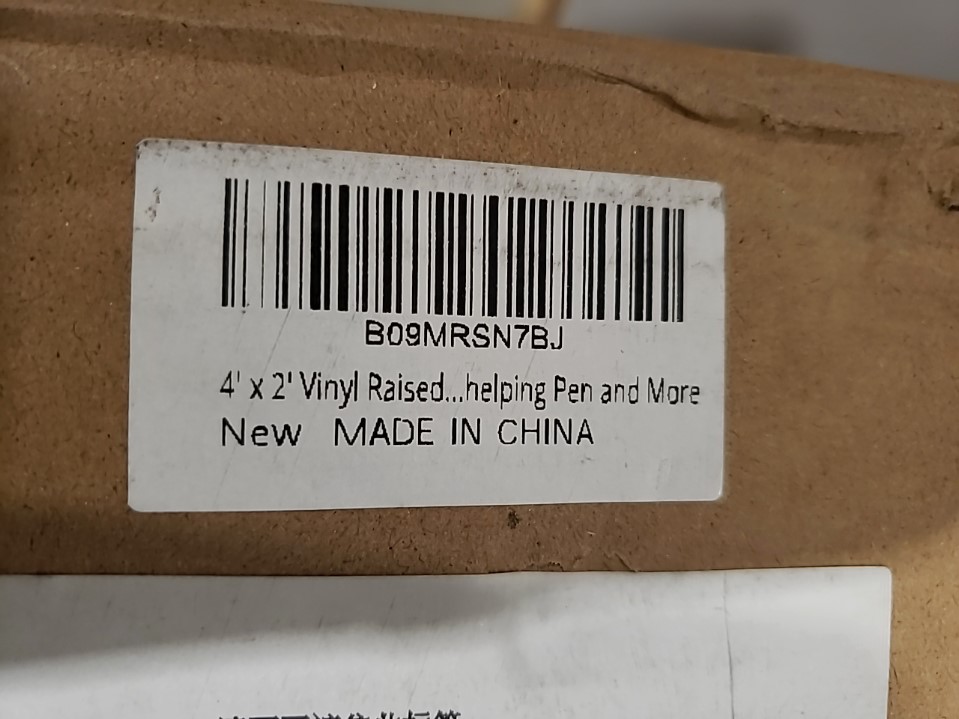 B09MRSN7BJ
4' x 2' Vinyl Raised...helping Pen and More
New MADE IN CHINA